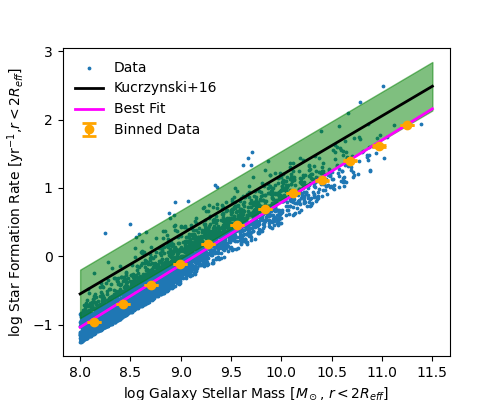 Data
Kucrzynski+16
Best Fit
Binned Data
3
2
1
0
−1
8.0 8.5 9.0 9.5 10.0 10.5 11.0 11.5
log Star Formation Rate [yr⁻¹, r < 2R_eff]
log Galaxy Stellar Mass [M_⊙, r < 2R_eff]